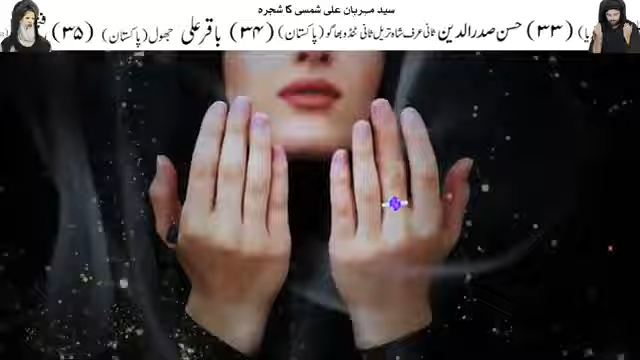 سید مہربان علی شمسی کا شجرہ
(۳۳) حسن صدرالدین ثانی عرف شاہ نزیل ثانی ٹنڈو بھاگو (پاکستان) (۳۴) باقر علی جھول (پاکستان) (۳۵)